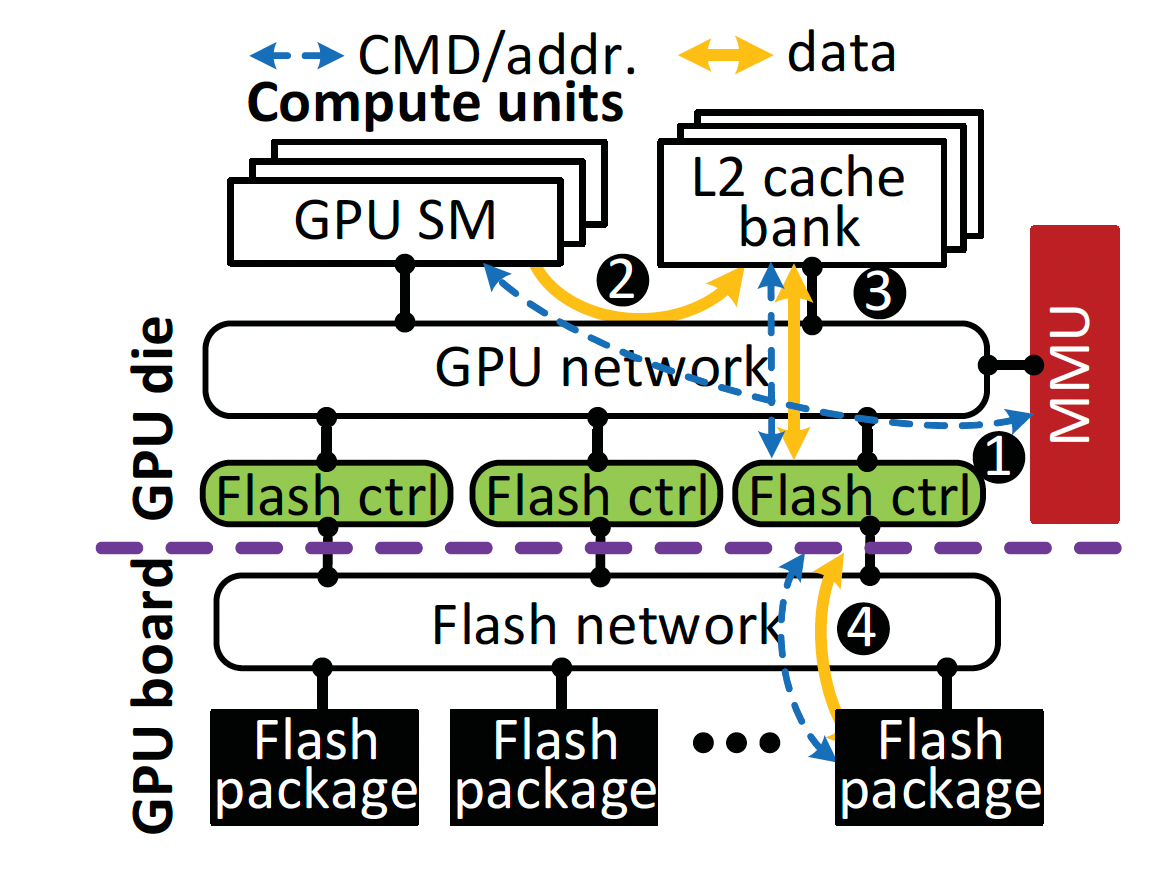 CMD/addr. data
Compute units
GPU SM
L2 cache
bank
2
3
GPU network
MMU
1
GPU die
Flash ctrl Flash ctrl Flash ctrl
GPU board
Flash network
4
Flash
package
Flash
package
Flash
package